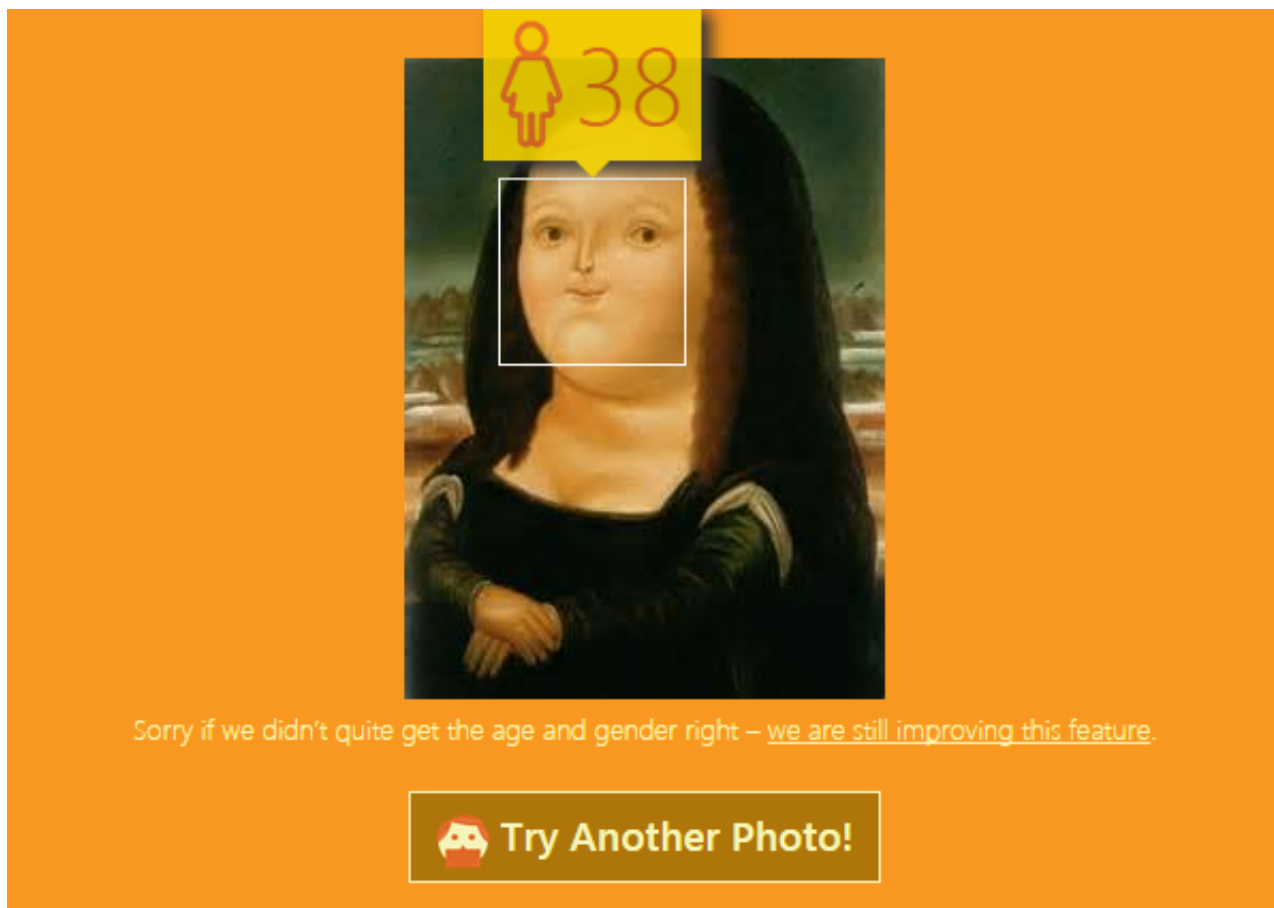 38
Sorry if we didn’t quite get the age and gender right – we are still improving this feature.
Try Another Photo!